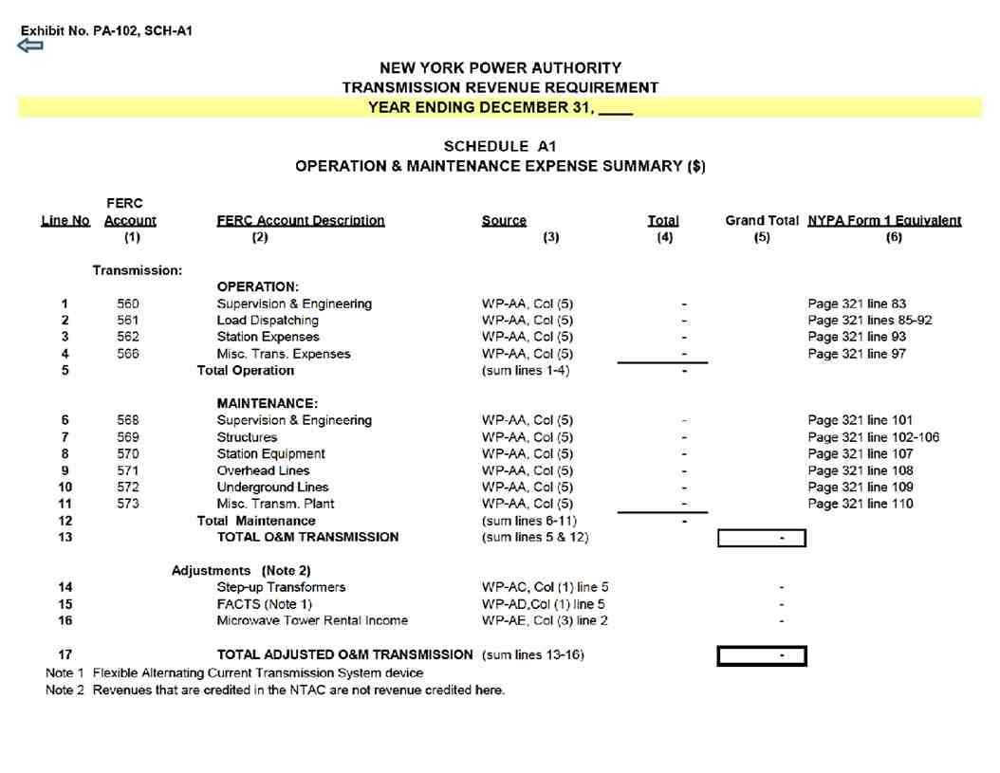 Exhibit No. PA-102, SCH-A1
NEW YORK POWER AUTHORITY
TRANSMISSION REVENUE REQUIREMENT
YEAR ENDING DECEMBER 31, ____
SCHEDULE A1
OPERATION & MAINTENANCE EXPENSE SUMMARY ($)
FERC
Line No Account FERC Account Description Source Total Grand Total NYPA Form 1 Equivalent
(1) (2) (3) (4) (5) (6)
Transmission:
OPERATION:
1 560 Supervision & Engineering WP-AA, Col (5) - Page 321 line 83
2 561 Load Dispatching WP-AA, Col (5) - Page 321 lines 85-92
3 562 Station Expenses WP-AA, Col (5) - Page 321 line 93
4 566 Misc. Trans. Expenses WP-AA, Col (5) - Page 321 line 97
5 Total Operation (sum lines 1-4) -
MAINTENANCE:
6 568 Supervision & Engineering WP-AA, Col (5) - Page 321 line 101
7 569 Structures WP-AA, Col (5) - Page 321 line 102-106
8 570 Station Equipment WP-AA, Col (5) - Page 321 line 107
9 571 Overhead Lines WP-AA, Col (5) - Page 321 line 108
10 572 Underground Lines WP-AA, Col (5) - Page 321 line 109
11 573 Misc. Transm. Plant WP-AA, Col (5) - Page 321 line 110
12 Total Maintenance (sum lines 6-11) -
13 TOTAL O&M TRANSMISSION (sum lines 5 & 12) -
Adjustments (Note 2)
14 Step-up Transformers WP-AC, Col (1) line 5 -
15 FACTS (Note 1) WP-AD,Col (1) line 5 -
16 Microwave Tower Rental Income WP-AE, Col (3) line 2 -
17 TOTAL ADJUSTED O&M TRANSMISSION (sum lines 13-16) -
Note 1 Flexible Alternating Current Transmission System device
Note 2 Revenues that are credited in the NTAC are not revenue credited here.